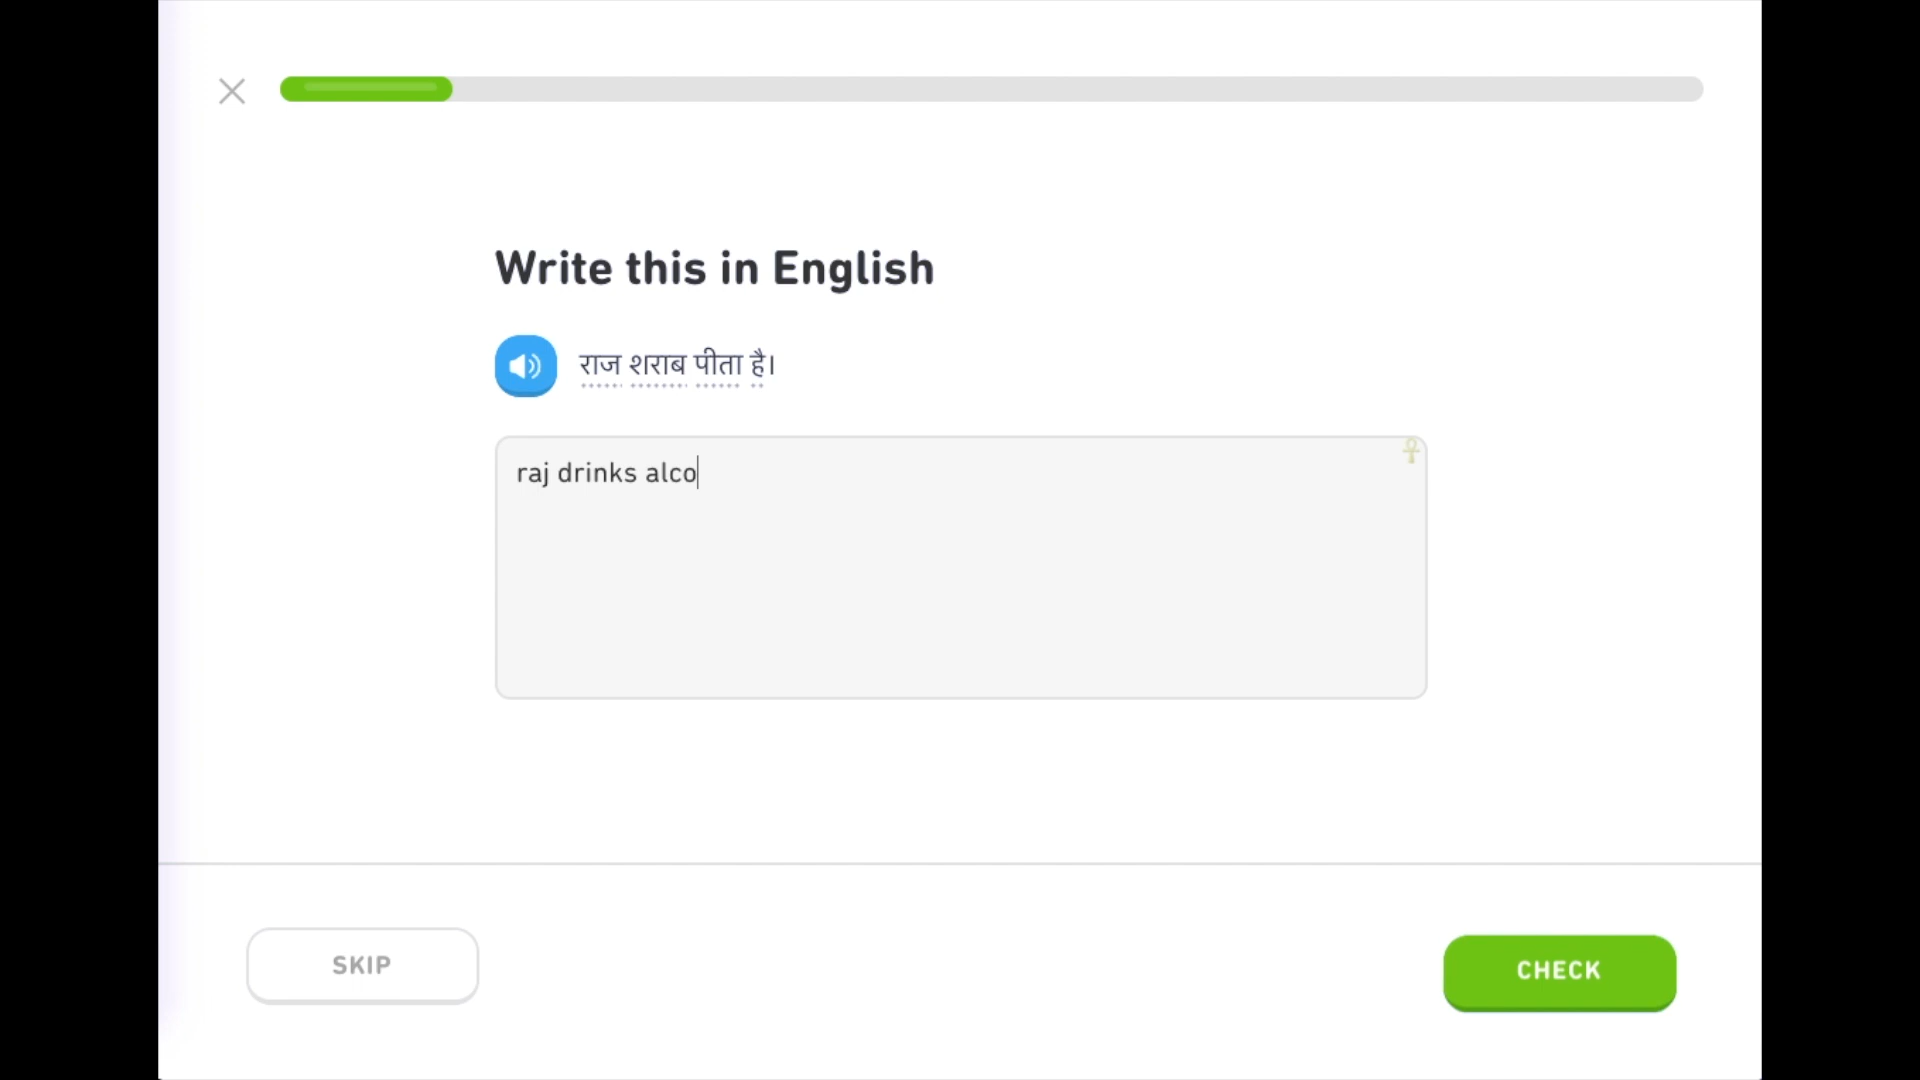 Write this in English
राज शराब पीता है।
raj drinks alco
SKIP
CHECK